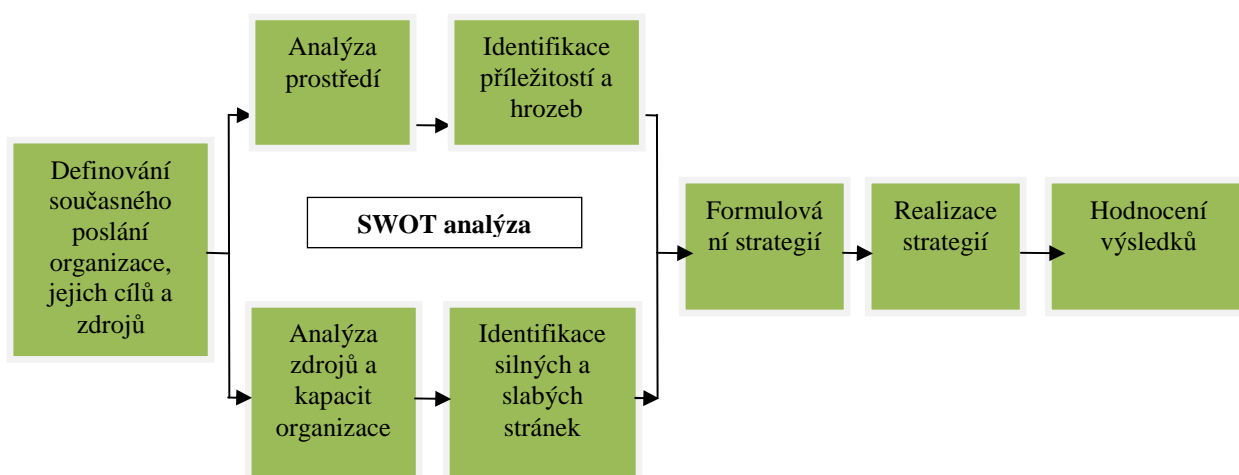 Definování
současného
poslání
organizace,
jejich cílů a
zdrojů
Analýza
prostředí
Identifikace
příležitostí a
hrozeb
SWOT analýza
Analýza
zdrojů a
kapacit
organizace
Identifikace
silných a
slabých
stránek
Formulová
ní strategií
Realizace
strategií
Hodnocení
výsledků